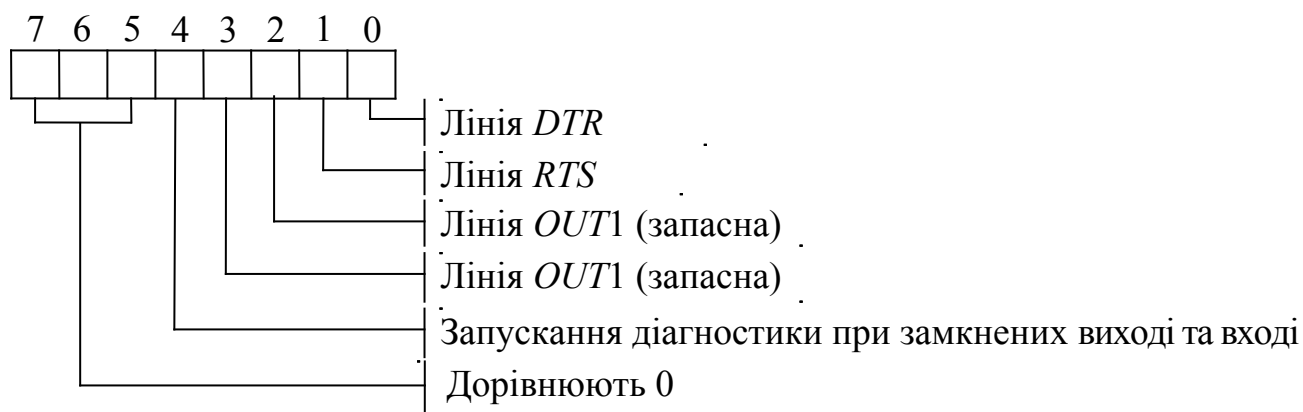 7 6 5 4 3 2 1 0
Лінія DTR
Лінія RTS
Лінія OUT1 (запасна)
Лінія OUT1 (запасна)
Запускання діагностики при замкнених виході та вході
Дорівнюють 0